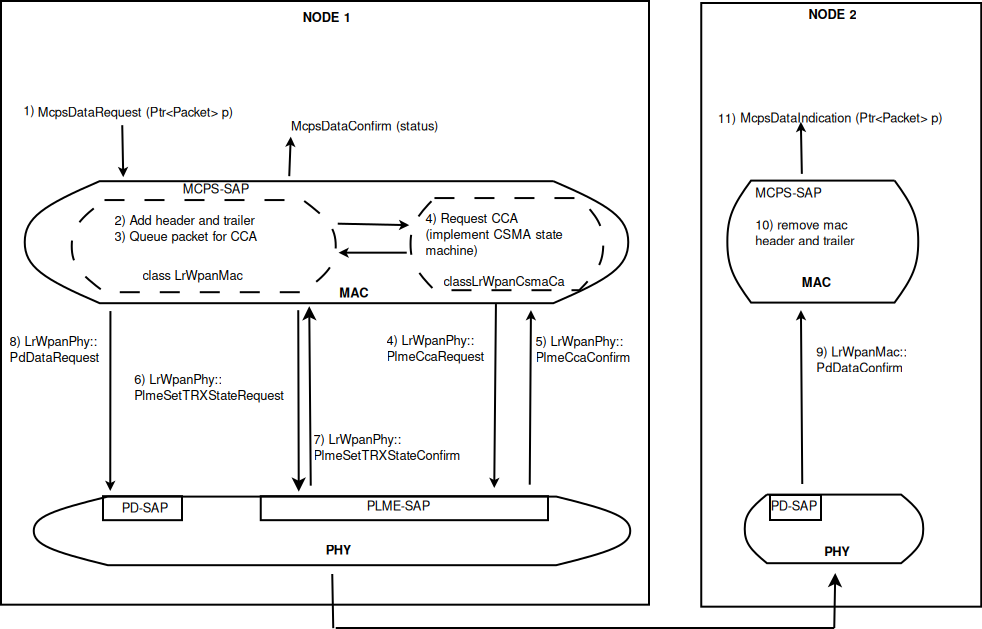 NODE 1
1) McpsDataRequest (Ptr<Packet> p)
McpsDataConfirm (status)
MCPS-SAP
2) Add header and trailer
3) Queue packet for CCA
class LrWpanMac
4) Request CCA
(implement CSMA state
machine)
classLrWpanCsmaCa
MAC
8) LrWpanPhy::
PdDataRequest
6) LrWpanPhy::
PlmeSetTRXStateRequest
7) LrWpanPhy::
PlmeSetTRXStateConfirm
4) LrWpanPhy::
PlmeCcaRequest
5) LrWpanPhy::
PlmeCcaConfirm
PD-SAP
PLME-SAP
PHY
NODE 2
11) McpsDataIndication (Ptr<Packet> p)
MCPS-SAP
10) remove mac
header and trailer
MAC
9) LrWpanMac::
PdDataConfirm
PD-SAP
PHY